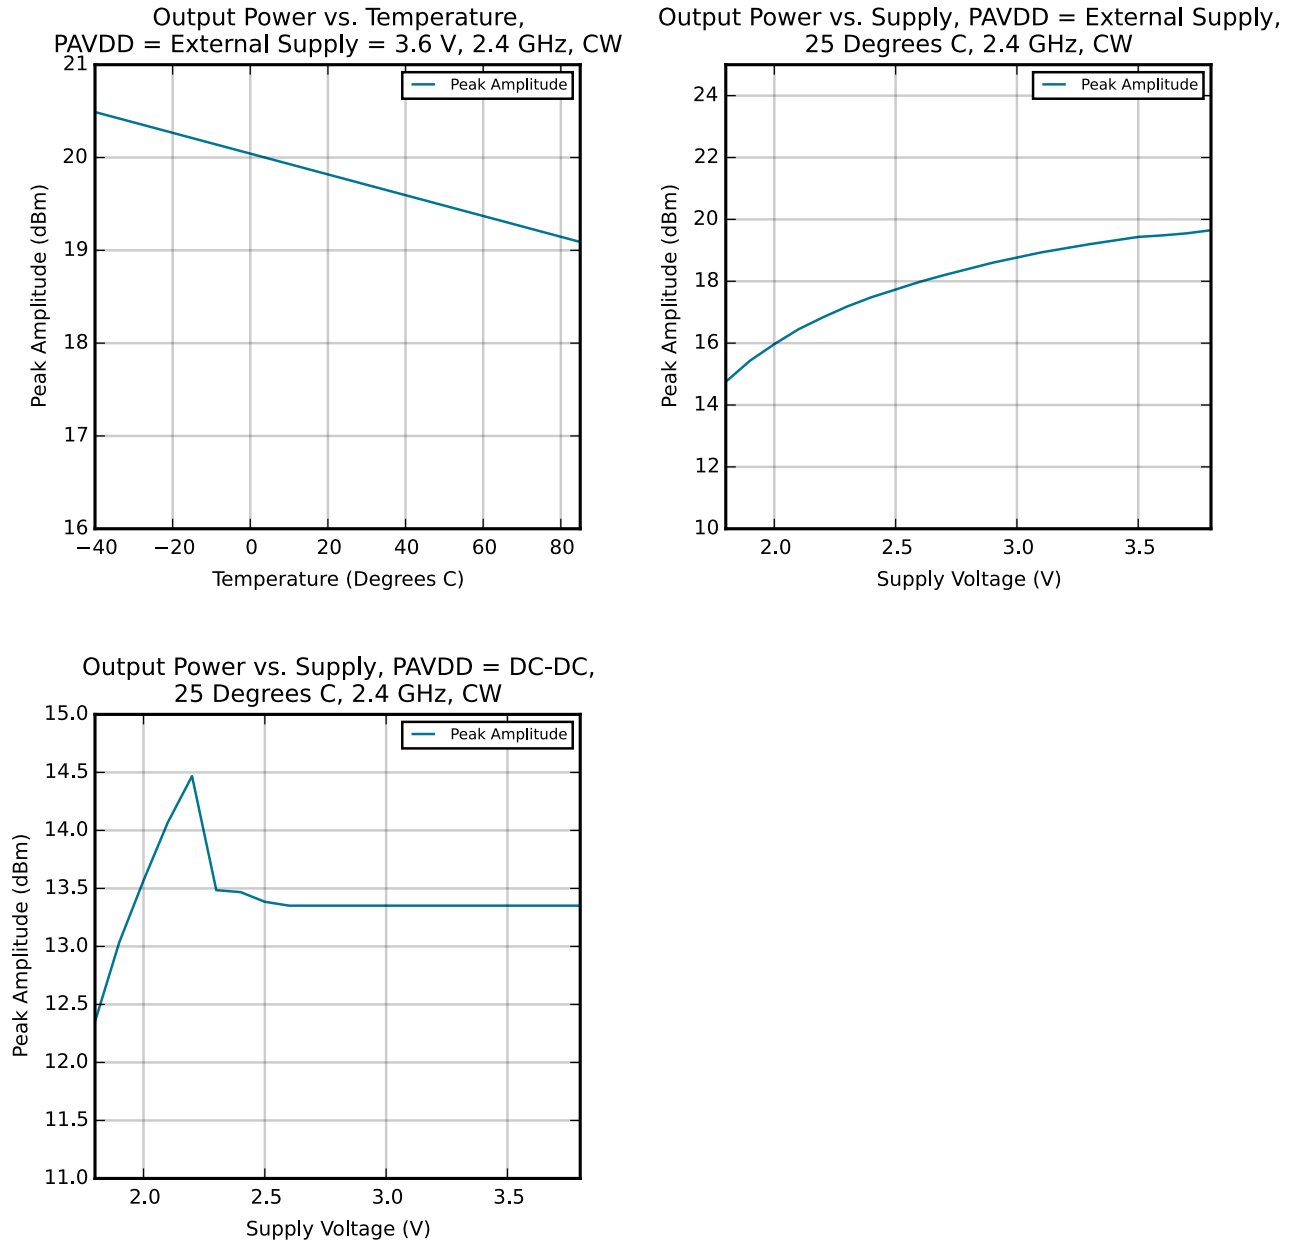 Output Power vs. Temperature,
PAVDD = External Supply = 3.6 V, 2.4 GHz, CW
Peak Amplitude
21
20
19
18
17
16
Peak Amplitude (dBm)
−40 −20 0 20 40 60 80
Temperature (Degrees C)
Output Power vs. Supply, PAVDD = External Supply,
25 Degrees C, 2.4 GHz, CW
Peak Amplitude
24
22
20
18
16
14
12
10
Peak Amplitude (dBm)
2.0 2.5 3.0 3.5
Supply Voltage (V)
Output Power vs. Supply, PAVDD = DC-DC,
25 Degrees C, 2.4 GHz, CW
Peak Amplitude
15.0
14.5
14.0
13.5
13.0
12.5
12.0
11.5
11.0
Peak Amplitude (dBm)
2.0 2.5 3.0 3.5
Supply Voltage (V)